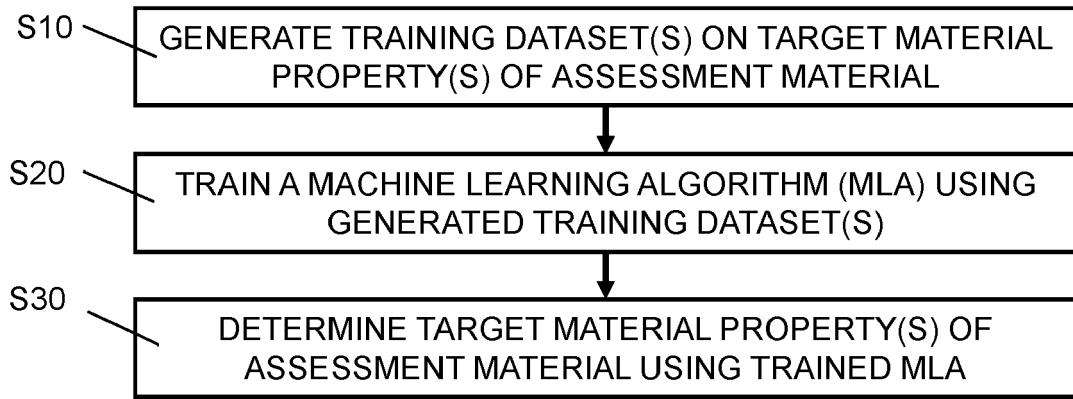 S10
GENERATE TRAINING DATASET(S) ON TARGET MATERIAL
PROPERTY(S) OF ASSESSMENT MATERIAL
S20
TRAIN A MACHINE LEARNING ALGORITHM (MLA) USING
GENERATED TRAINING DATASET(S)
S30
DETERMINE TARGET MATERIAL PROPERTY(S) OF
ASSESSMENT MATERIAL USING TRAINED MLA